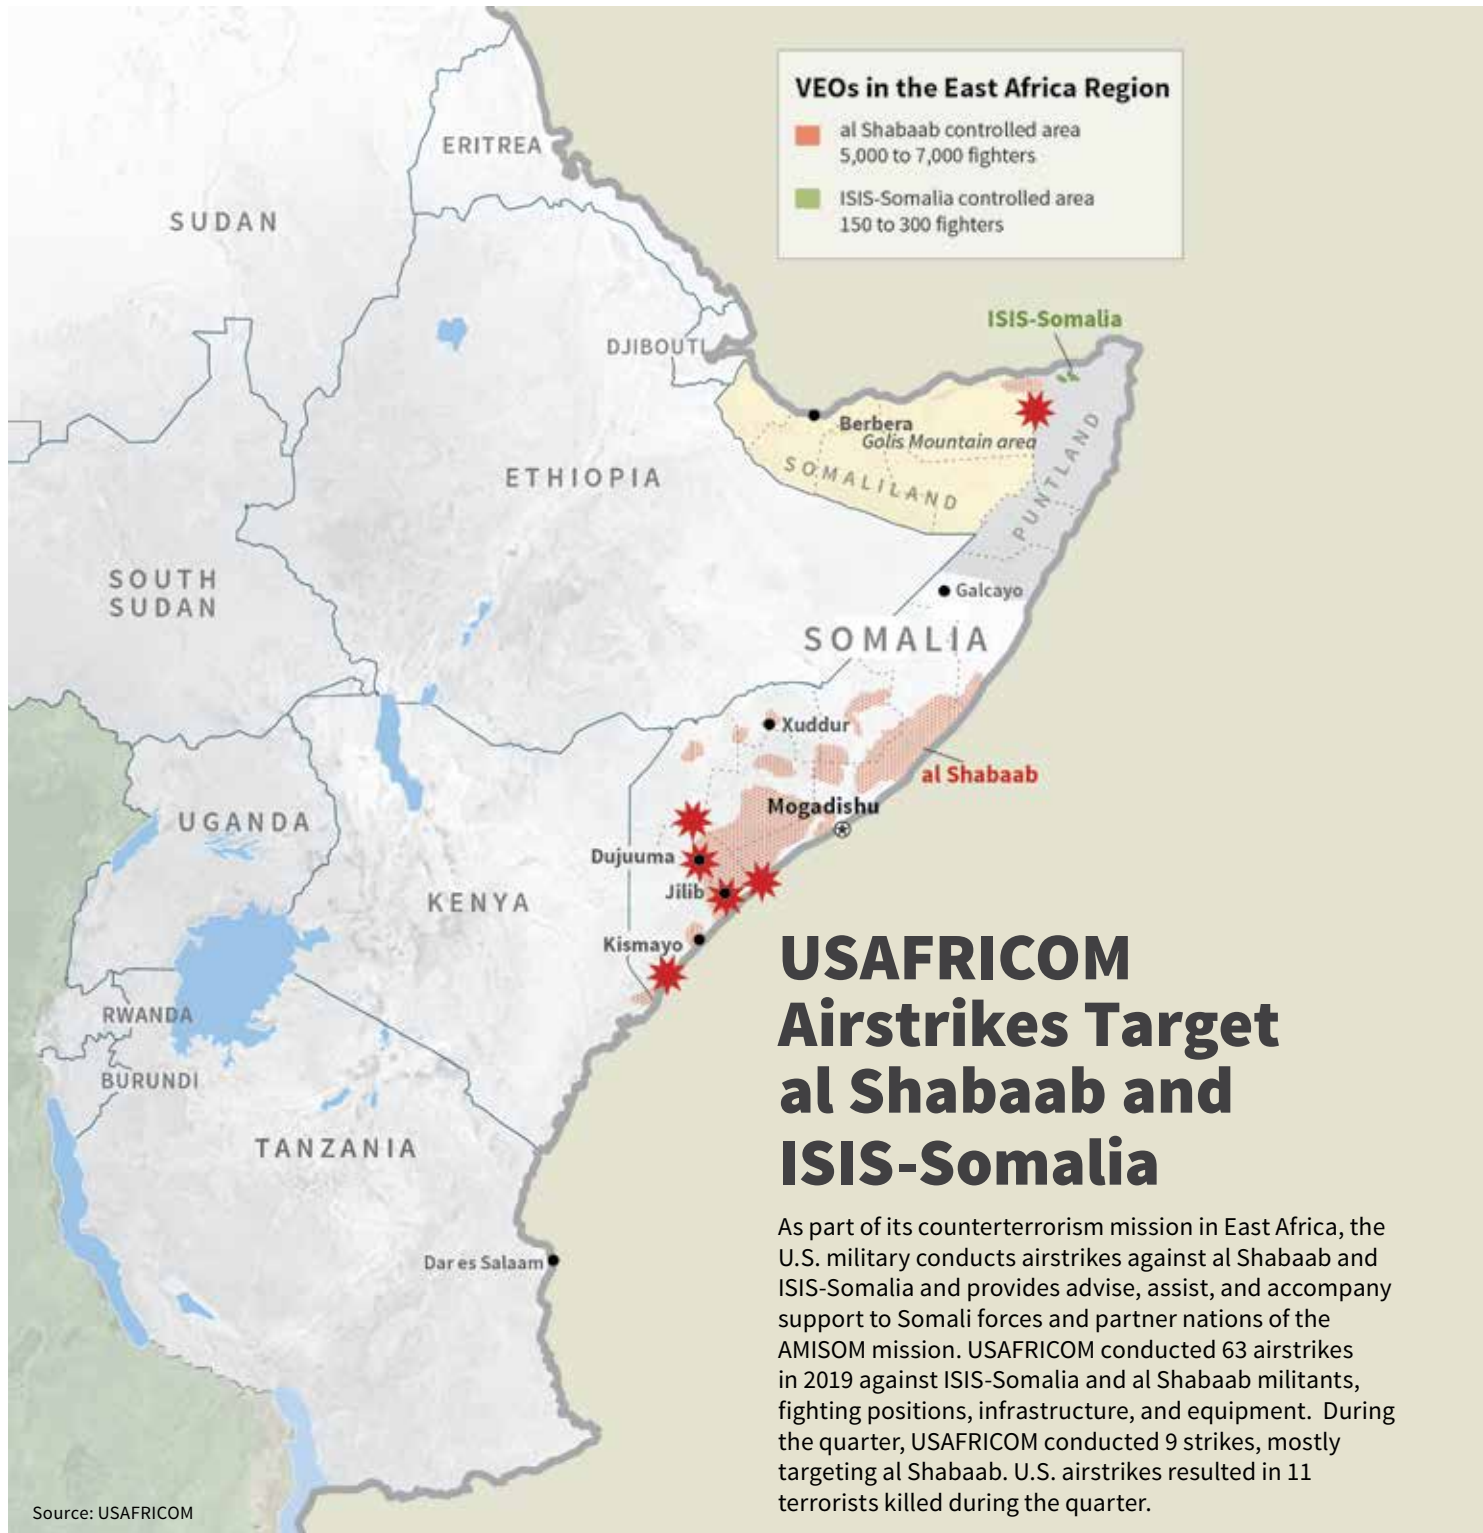 VEOs in the East Africa Region
al Shabaab controlled area
5,000 to 7,000 fighters
ISIS-Somalia controlled area
150 to 300 fighters
ERITREA
SUDAN
ISIS-Somalia
DJIBOUTI
Berbera
Golis Mountain area
SOMALILAND
PUNTLAND
ETHIOPIA
SOUTH
SUDAN
Galcayo
SOMALIA
Xuddur
al Shabaab
Mogadishu
UGANDA
Dujuuma
Jilib
KENYA
Kismayo
RWANDA
BURUNDI
TANZANIA
Dar es Salaam
USAFRICOM
Airstrikes Target
al Shabaab and
ISIS-Somalia
As part of its counterterrorism mission in East Africa, the
U.S. military conducts airstrikes against al Shabaab and
ISIS-Somalia and provides advise, assist, and accompany
support to Somali forces and partner nations of the
AMISOM mission. USAFRICOM conducted 63 airstrikes
in 2019 against ISIS-Somalia and al Shabaab militants,
fighting positions, infrastructure, and equipment.  During
the quarter, USAFRICOM conducted 9 strikes, mostly
targeting al Shabaab. U.S. airstrikes resulted in 11
terrorists killed during the quarter.
Source: USAFRICOM